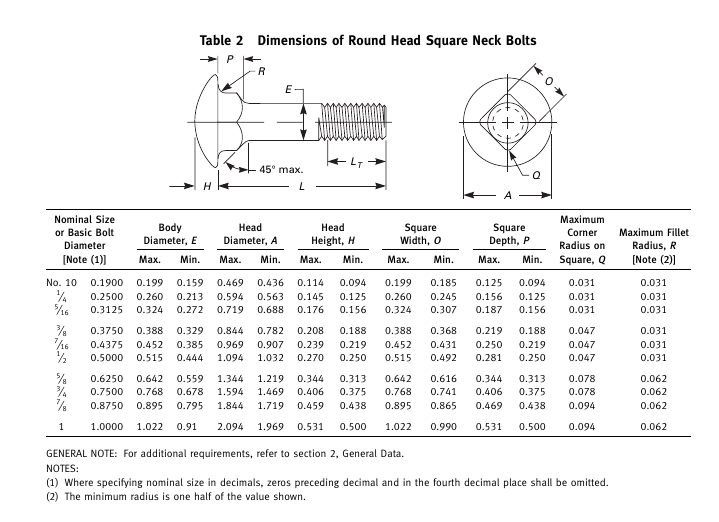 Table 2 Dimensions of Round Head Square Neck Bolts
P
R
E
O
45° max.
L_T
H
L
Q
A
Nominal Size or Basic Bolt Diameter [Note (1)] | Body Diameter, E | Head Diameter, A | Head Height, H | Square Width, O | Square Depth, P | Maximum Corner Radius on Square, Q | Maximum Fillet Radius, R [Note (2)]
Max. Min. Max. Min. Max. Min. Max. Min. Max. Min.
No. 10 0.1900 0.199 0.159 0.469 0.436 0.114 0.094 0.199 0.185 0.125 0.094 0.031 0.031
1/4 0.2500 0.260 0.213 0.594 0.563 0.145 0.125 0.260 0.245 0.156 0.125 0.031 0.031
5/16 0.3125 0.324 0.272 0.719 0.688 0.176 0.156 0.324 0.307 0.187 0.156 0.031 0.031
3/8 0.3750 0.388 0.329 0.844 0.782 0.208 0.188 0.388 0.368 0.219 0.188 0.047 0.031
7/16 0.4375 0.452 0.385 0.969 0.907 0.239 0.219 0.452 0.431 0.250 0.219 0.047 0.031
1/2 0.5000 0.515 0.444 1.094 1.032 0.270 0.250 0.515 0.492 0.281 0.250 0.047 0.031
5/8 0.6250 0.642 0.559 1.344 1.219 0.344 0.313 0.642 0.616 0.344 0.313 0.078 0.062
3/4 0.7500 0.768 0.678 1.594 1.469 0.406 0.375 0.768 0.741 0.406 0.375 0.078 0.062
7/8 0.8750 0.895 0.795 1.844 1.719 0.459 0.438 0.895 0.865 0.469 0.438 0.094 0.062
1 1.0000 1.022 0.91 2.094 1.969 0.531 0.500 1.022 0.990 0.531 0.500 0.094 0.062
GENERAL NOTE: For additional requirements, refer to section 2, General Data.
NOTES:
(1) Where specifying nominal size in decimals, zeros preceding decimal and in the fourth decimal place shall be omitted.
(2) The minimum radius is one half of the value shown.